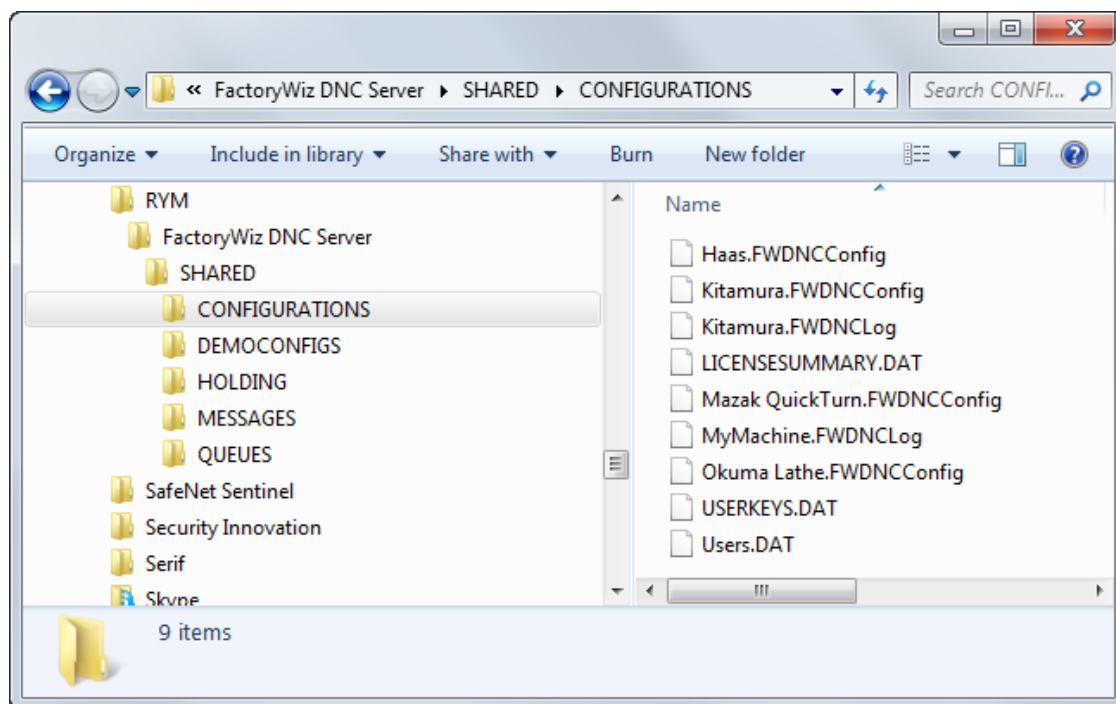 « FactoryWiz DNC Server ▸ SHARED ▸ CONFIGURATIONS Search CONFI...
Organize Include in library Share with Burn New folder
RYM
FactoryWiz DNC Server
SHARED
CONFIGURATIONS
DEMOCONFIGS
HOLDING
MESSAGES
QUEUES
SafeNet Sentinel
Security Innovation
Serif
Skype
Name
Haas.FWDNCConfig
Kitamura.FWDNCConfig
Kitamura.FWDNCLog
LICENSESUMMARY.DAT
Mazak QuickTurn.FWDNCConfig
MyMachine.FWDNCLog
Okuma Lathe.FWDNCConfig
USERKEYS.DAT
Users.DAT
9 items